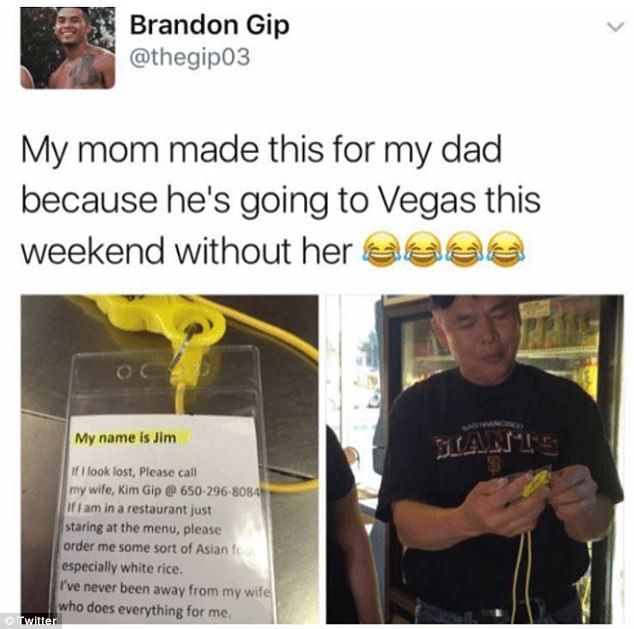 Brandon Gip
@thegip03
My mom made this for my dad
because he's going to Vegas this
weekend without her 😂😂😂😂
My name is Jim
If I look lost, Please call
my wife, Kim Gip @ 650-296-8084
If I am in a restaurant just
staring at the menu, please
order me some sort of Asian
especially white rice.
I've never been away from my wife
who does everything for me.
SAN FRANCISCO
GIANTS
SF
© Twitter